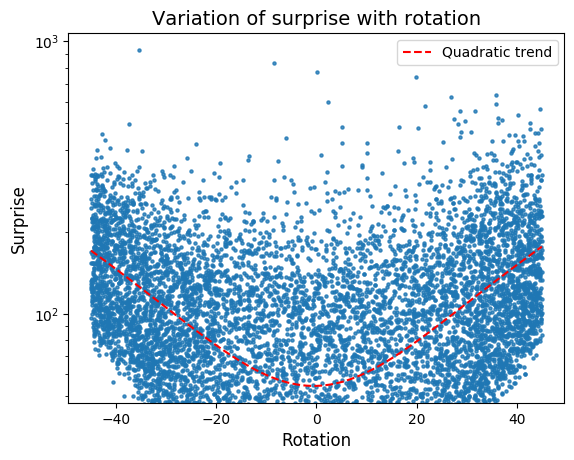 Variation of surprise with rotation
Quadratic trend
Surprise
10³
10²
−40
−20
0
20
40
Rotation